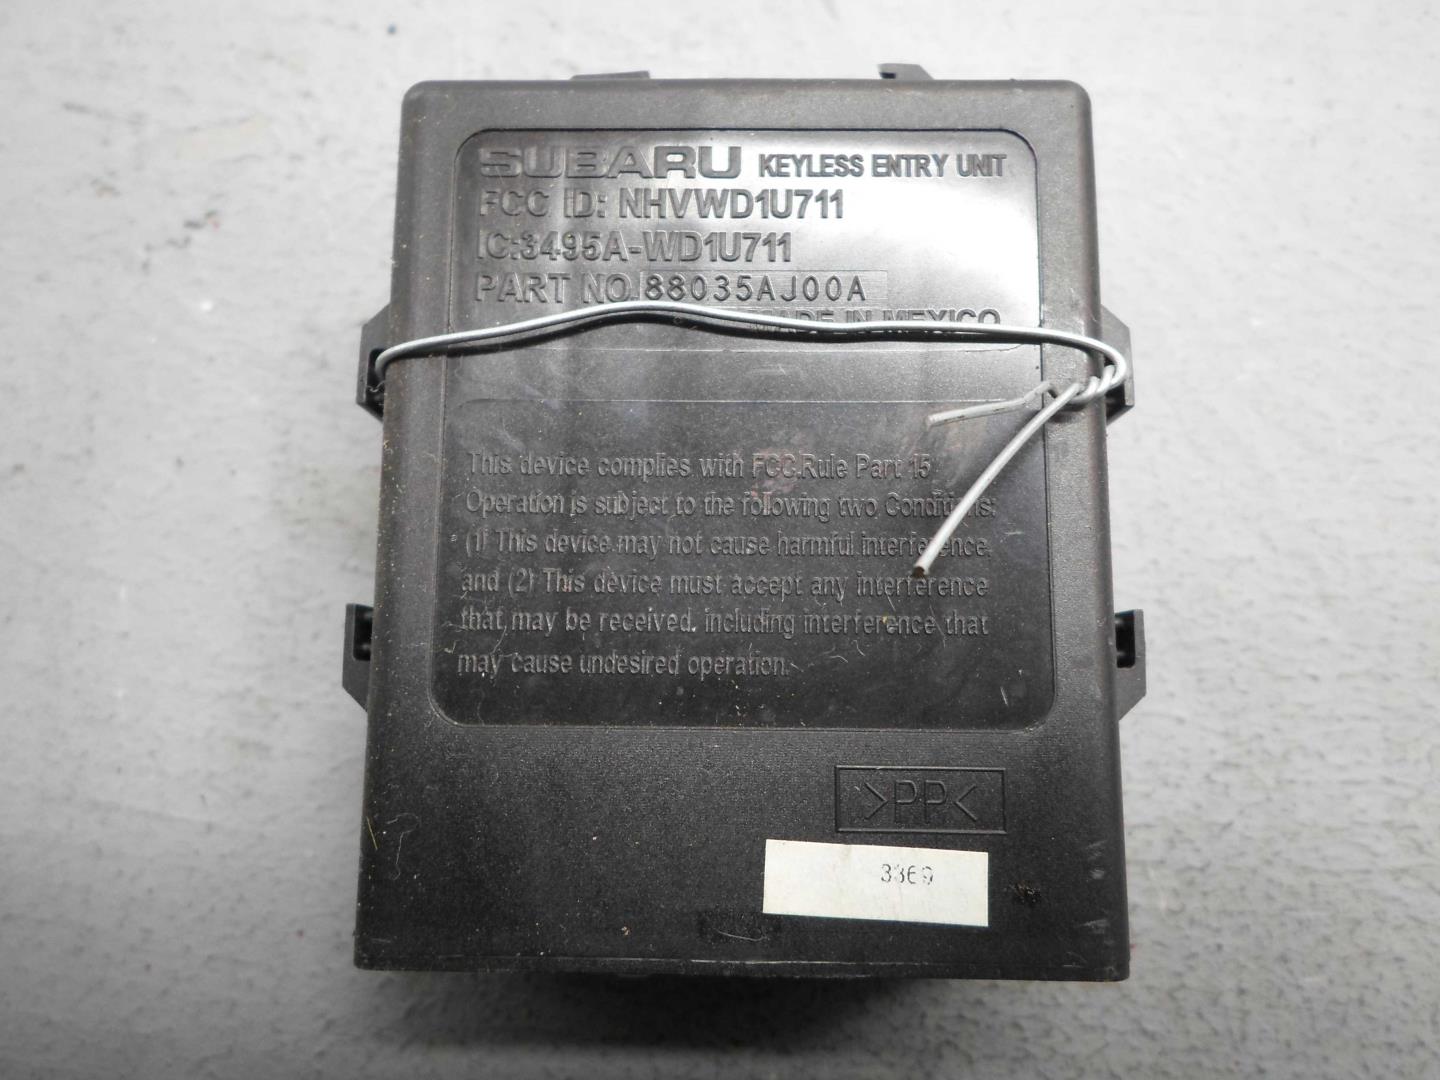 SUBARU KEYLESS ENTRY UNIT
FCC ID: NHVWD1U711
IC:3495A-WD1U711
PART NO 88035AJ00A
MADE IN MEXICO
This device complies with FCC Rule Part 15
Operation is subject to the following two Conditions:
(1) This device may not cause harmful interference,
and (2) This device must accept any interference
that may be received, including interference that
may cause undesired operation.
>PP<
3369